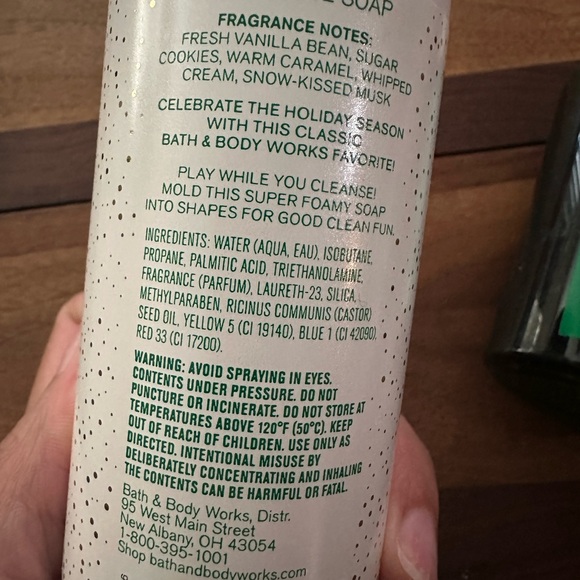 SOAP
FRAGRANCE NOTES:
FRESH VANILLA BEAN, SUGAR
COOKIES, WARM CARAMEL, WHIPPED
CREAM, SNOW-KISSED MUSK
CELEBRATE THE HOLIDAY SEASON
WITH THIS CLASSIC
BATH & BODY WORKS FAVORITE!
PLAY WHILE YOU CLEANSE!
MOLD THIS SUPER FOAMY SOAP
INTO SHAPES FOR GOOD CLEAN FUN.
INGREDIENTS: WATER (AQUA, EAU), ISOBUTANE,
PROPANE, PALMITIC ACID, TRIETHANOLAMINE,
FRAGRANCE (PARFUM), LAURETH-23, SILICA,
METHYLPARABEN, RICINUS COMMUNIS (CASTOR)
SEED OIL, YELLOW 5 (CI 19140), BLUE 1 (CI 42090),
RED 33 (CI 17200).
WARNING: AVOID SPRAYING IN EYES.
CONTENTS UNDER PRESSURE. DO NOT
PUNCTURE OR INCINERATE. DO NOT STORE AT
TEMPERATURES ABOVE 120°F (50°C). KEEP
OUT OF REACH OF CHILDREN. USE ONLY AS
DIRECTED. INTENTIONAL MISUSE BY
DELIBERATELY CONCENTRATING AND INHALING
THE CONTENTS CAN BE HARMFUL OR FATAL.
Bath & Body Works, Distr.
95 West Main Street
New Albany, OH 43054
1-800-395-1001
Shop bathandbodyworks.com